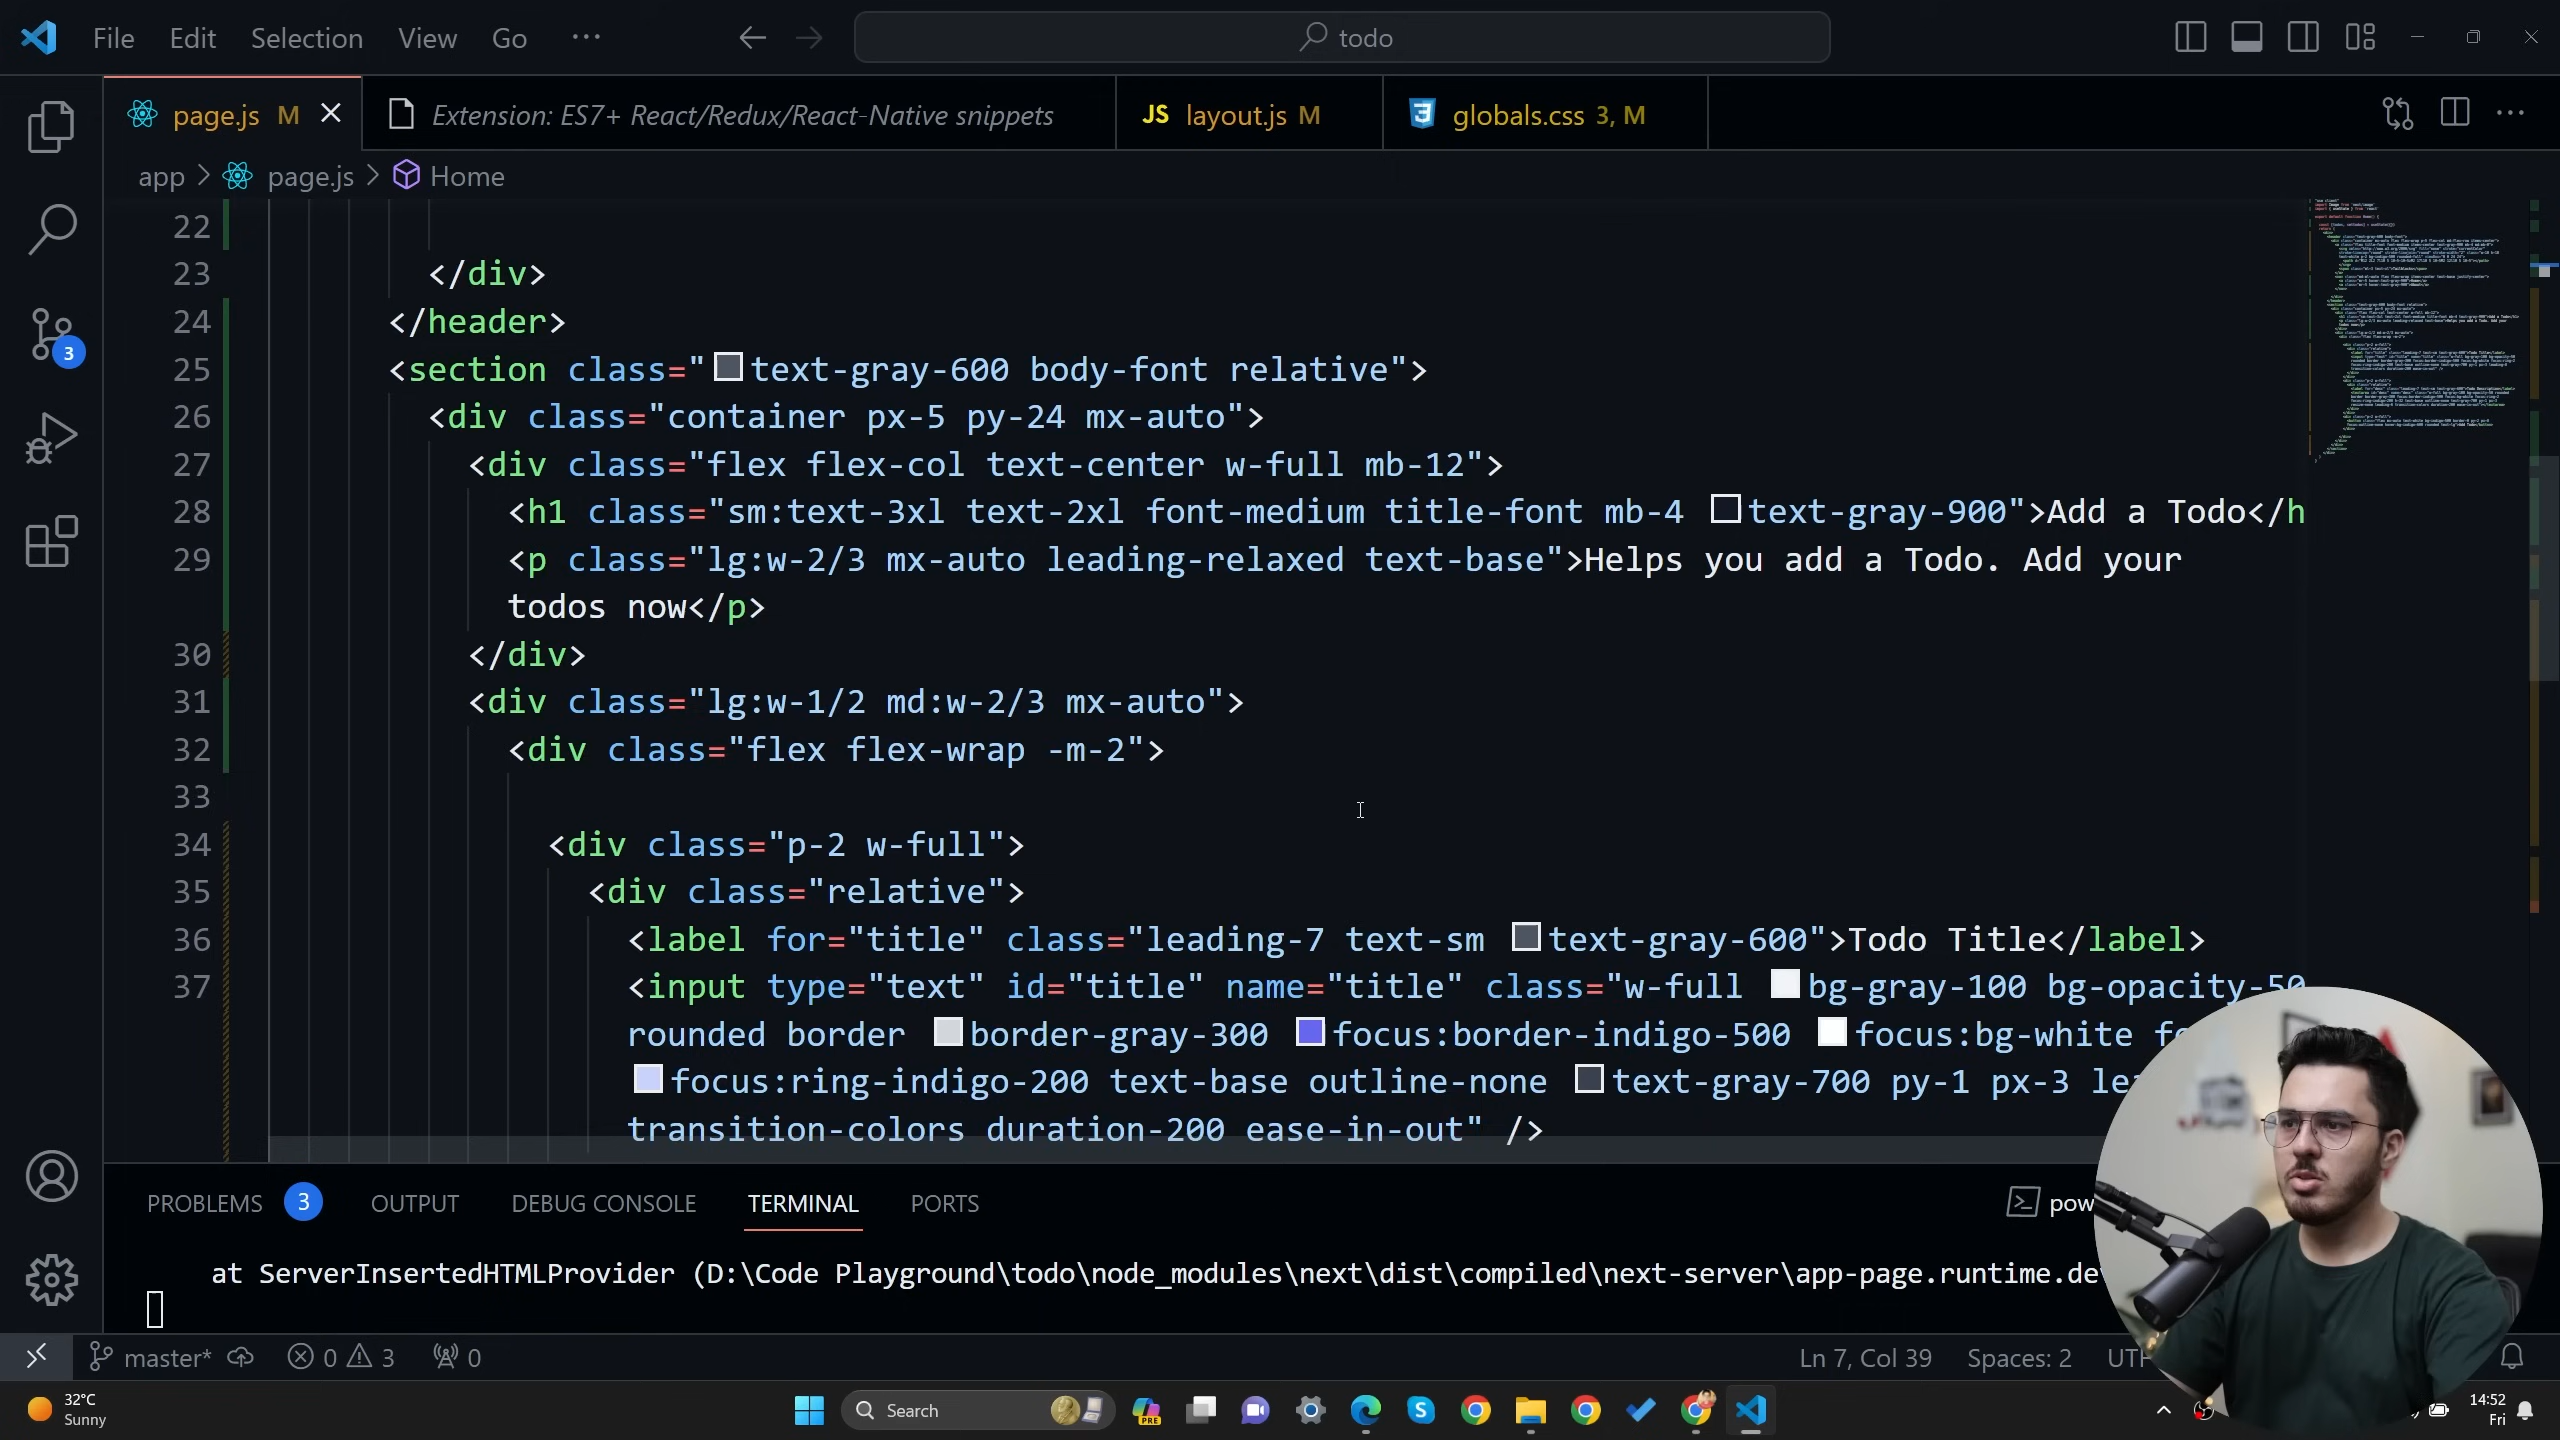 File Edit Selection View Go ··· todo
page.js M Extension: ES7+ React/Redux/React-Native snippets JS layout.js M globals.css 3, M
app > page.js > Home
22
23 </div>
24 </header>
25 <section class="text-gray-600 body-font relative">
26 <div class="container px-5 py-24 mx-auto">
27 <div class="flex flex-col text-center w-full mb-12">
28 <h1 class="sm:text-3xl text-2xl font-medium title-font mb-4 text-gray-900">Add a Todo</h
29 <p class="lg:w-2/3 mx-auto leading-relaxed text-base">Helps you add a Todo. Add your
todos now</p>
30 </div>
31 <div class="lg:w-1/2 md:w-2/3 mx-auto">
32 <div class="flex flex-wrap -m-2">
33
34 <div class="p-2 w-full">
35 <div class="relative">
36 <label for="title" class="leading-7 text-sm text-gray-600">Todo Title</label>
37 <input type="text" id="title" name="title" class="w-full bg-gray-100 bg-opacity-50
rounded border border-gray-300 focus:border-indigo-500 focus:bg-white
focus:ring-indigo-200 text-base outline-none text-gray-700 py-1 px-3
transition-colors duration-200 ease-in-out" />
3
PROBLEMS 3 OUTPUT DEBUG CONSOLE TERMINAL PORTS pow
at ServerInsertedHTMLProvider (D:\Code Playground\todo\node_modules\next\dist\compiled\next-server\app-page.runtime.de
master* 0 3 0 Ln 7, Col 39 Spaces: 2 UTF
32°C
Sunny
Search
PRE
14:52
Fri